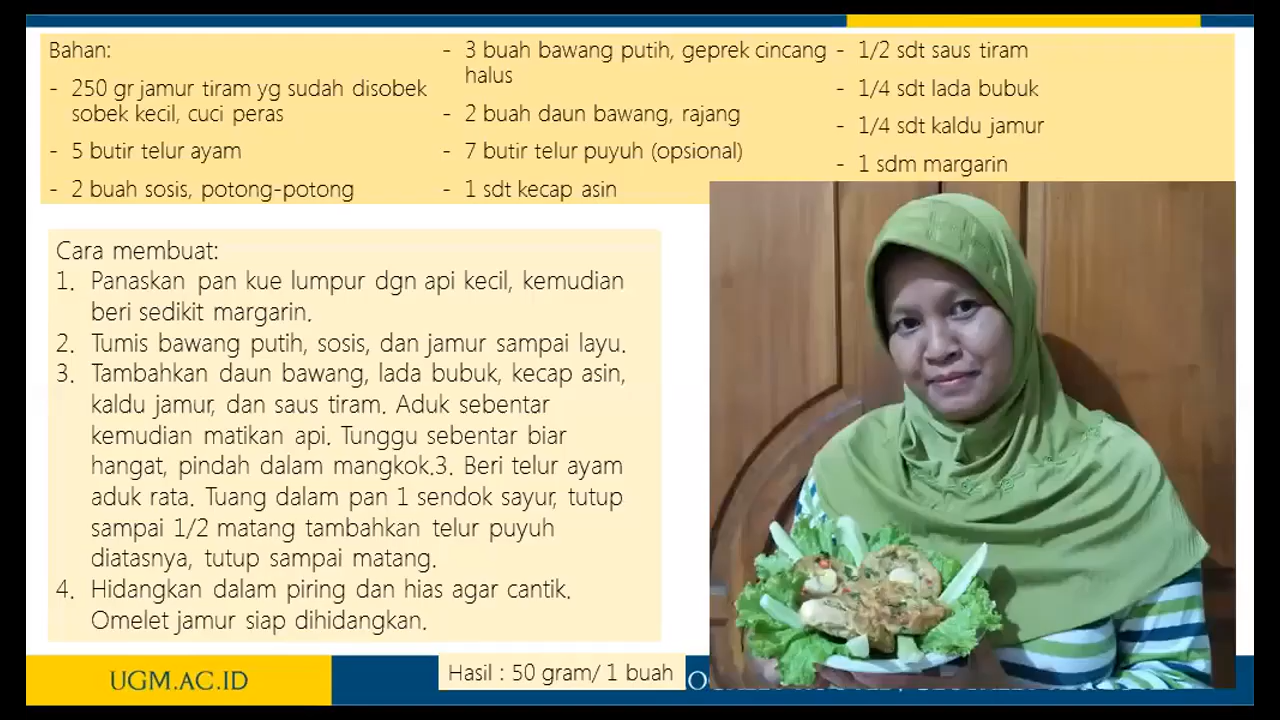 Bahan:
- 250 gr jamur tiram yg sudah disobek
sobek kecil, cuci peras
- 5 butir telur ayam
- 2 buah sosis, potong-potong
- 3 buah bawang putih, geprek cincang
halus
- 2 buah daun bawang, rajang
- 7 butir telur puyuh (opsional)
- 1 sdt kecap asin
- 1/2 sdt saus tiram
- 1/4 sdt lada bubuk
- 1/4 sdt kaldu jamur
- 1 sdm margarin
Cara membuat:
1. Panaskan pan kue lumpur dgn api kecil, kemudian
beri sedikit margarin.
2. Tumis bawang putih, sosis, dan jamur sampai layu.
3. Tambahkan daun bawang, lada bubuk, kecap asin,
kaldu jamur, dan saus tiram. Aduk sebentar
kemudian matikan api. Tunggu sebentar biar
hangat, pindah dalam mangkok.3. Beri telur ayam
aduk rata. Tuang dalam pan 1 sendok sayur, tutup
sampai 1/2 matang tambahkan telur puyuh
diatasnya, tutup sampai matang.
4. Hidangkan dalam piring dan hias agar cantik.
Omelet jamur siap dihidangkan.
UGM.AC.ID
Hasil : 50 gram/ 1 buah